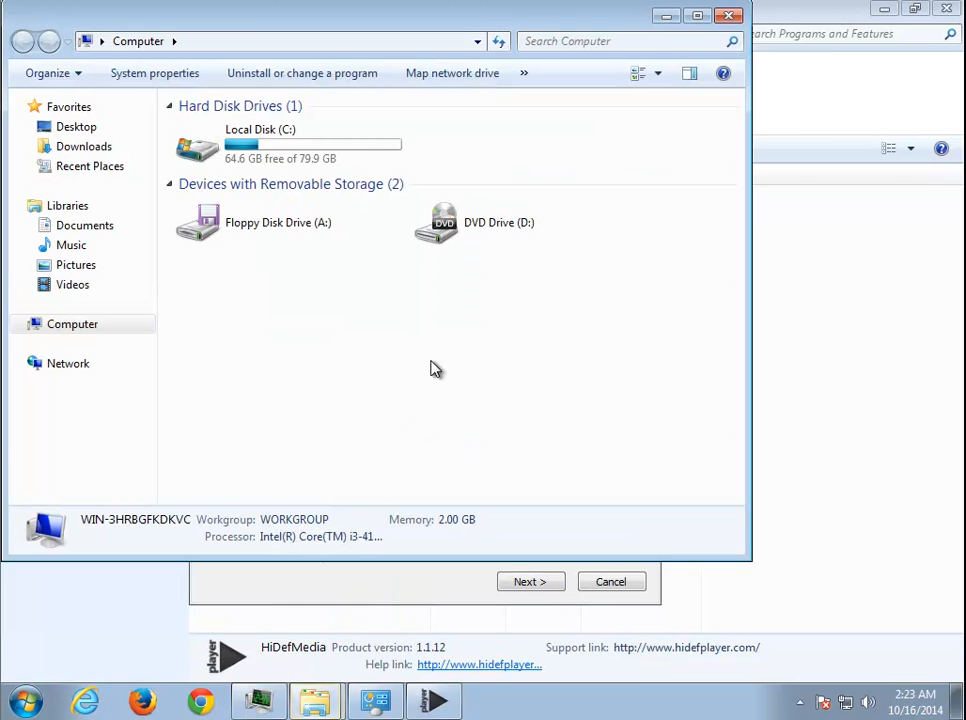 Computer
Search Computer
Search Programs and Features
Organize
System properties
Uninstall or change a program
Map network drive
»
Favorites
Desktop
Downloads
Recent Places
Libraries
Documents
Music
Pictures
Videos
Computer
Network
Hard Disk Drives (1)
Local Disk (C:)
64.6 GB free of 79.9 GB
Devices with Removable Storage (2)
Floppy Disk Drive (A:)
DVD
DVD Drive (D:)
WIN-3HRBGFKDKVC Workgroup: WORKGROUP Memory: 2.00 GB
Processor: Intel(R) Core(TM) i3-41...
Next > Cancel
player
HiDefMedia Product version: 1.1.12 Support link: http://www.hidefplayer.com/
Help link: http://www.hidefplayer...
2:23 AM
10/16/2014